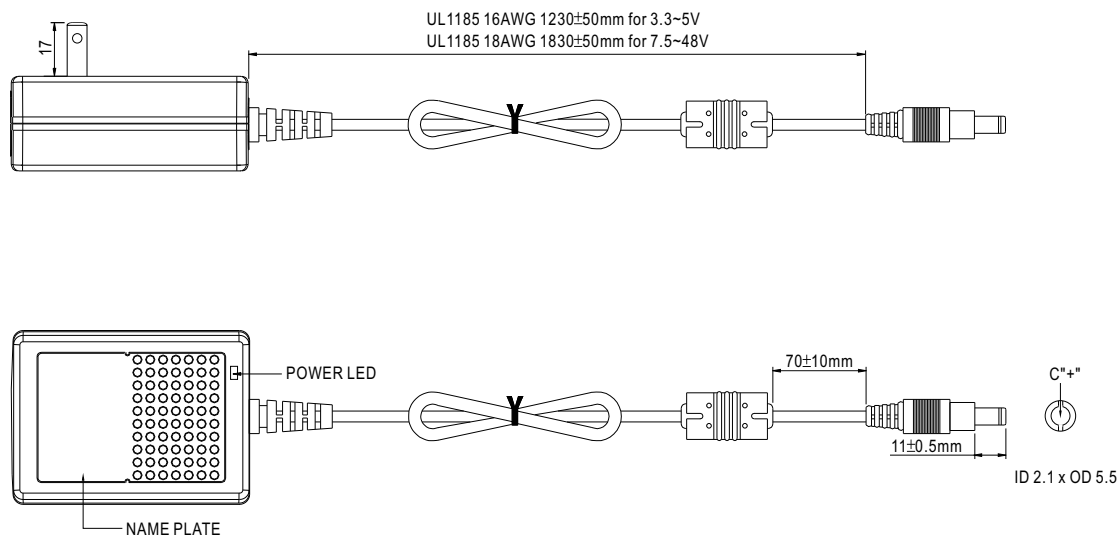 UL1185 16AWG 1230±50mm for 3.3~5V
UL1185 18AWG 1830±50mm for 7.5~48V
17
POWER LED
70±10mm
C"+"
11±0.5mm
ID 2.1 x OD 5.5
NAME PLATE